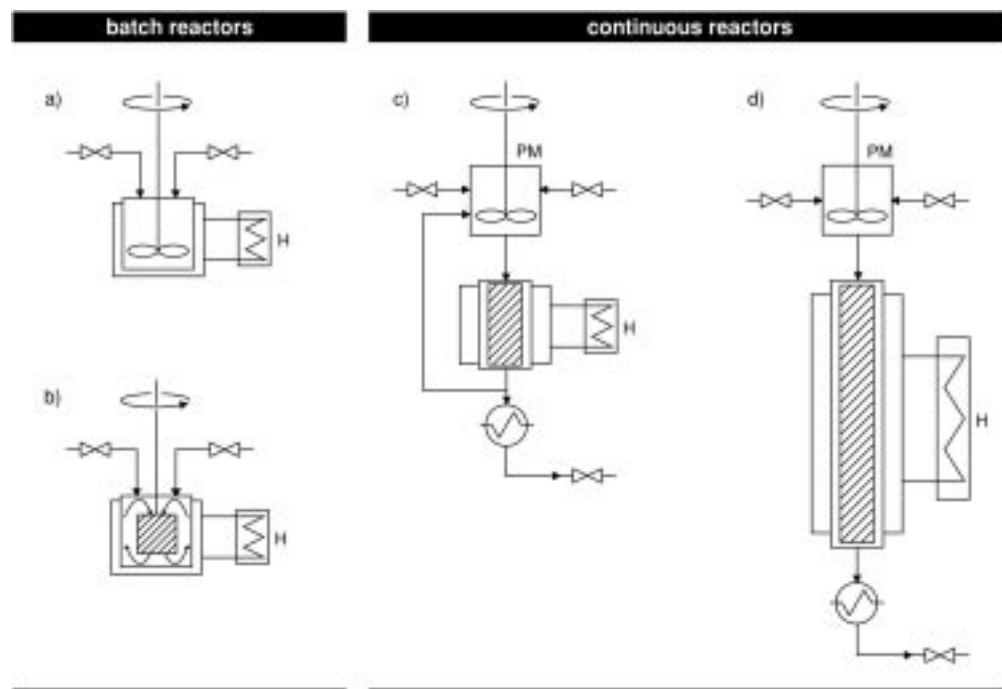 batch reactors
continuous reactors
a)
c)
d)
PM
PM
H
H
b)
H
H